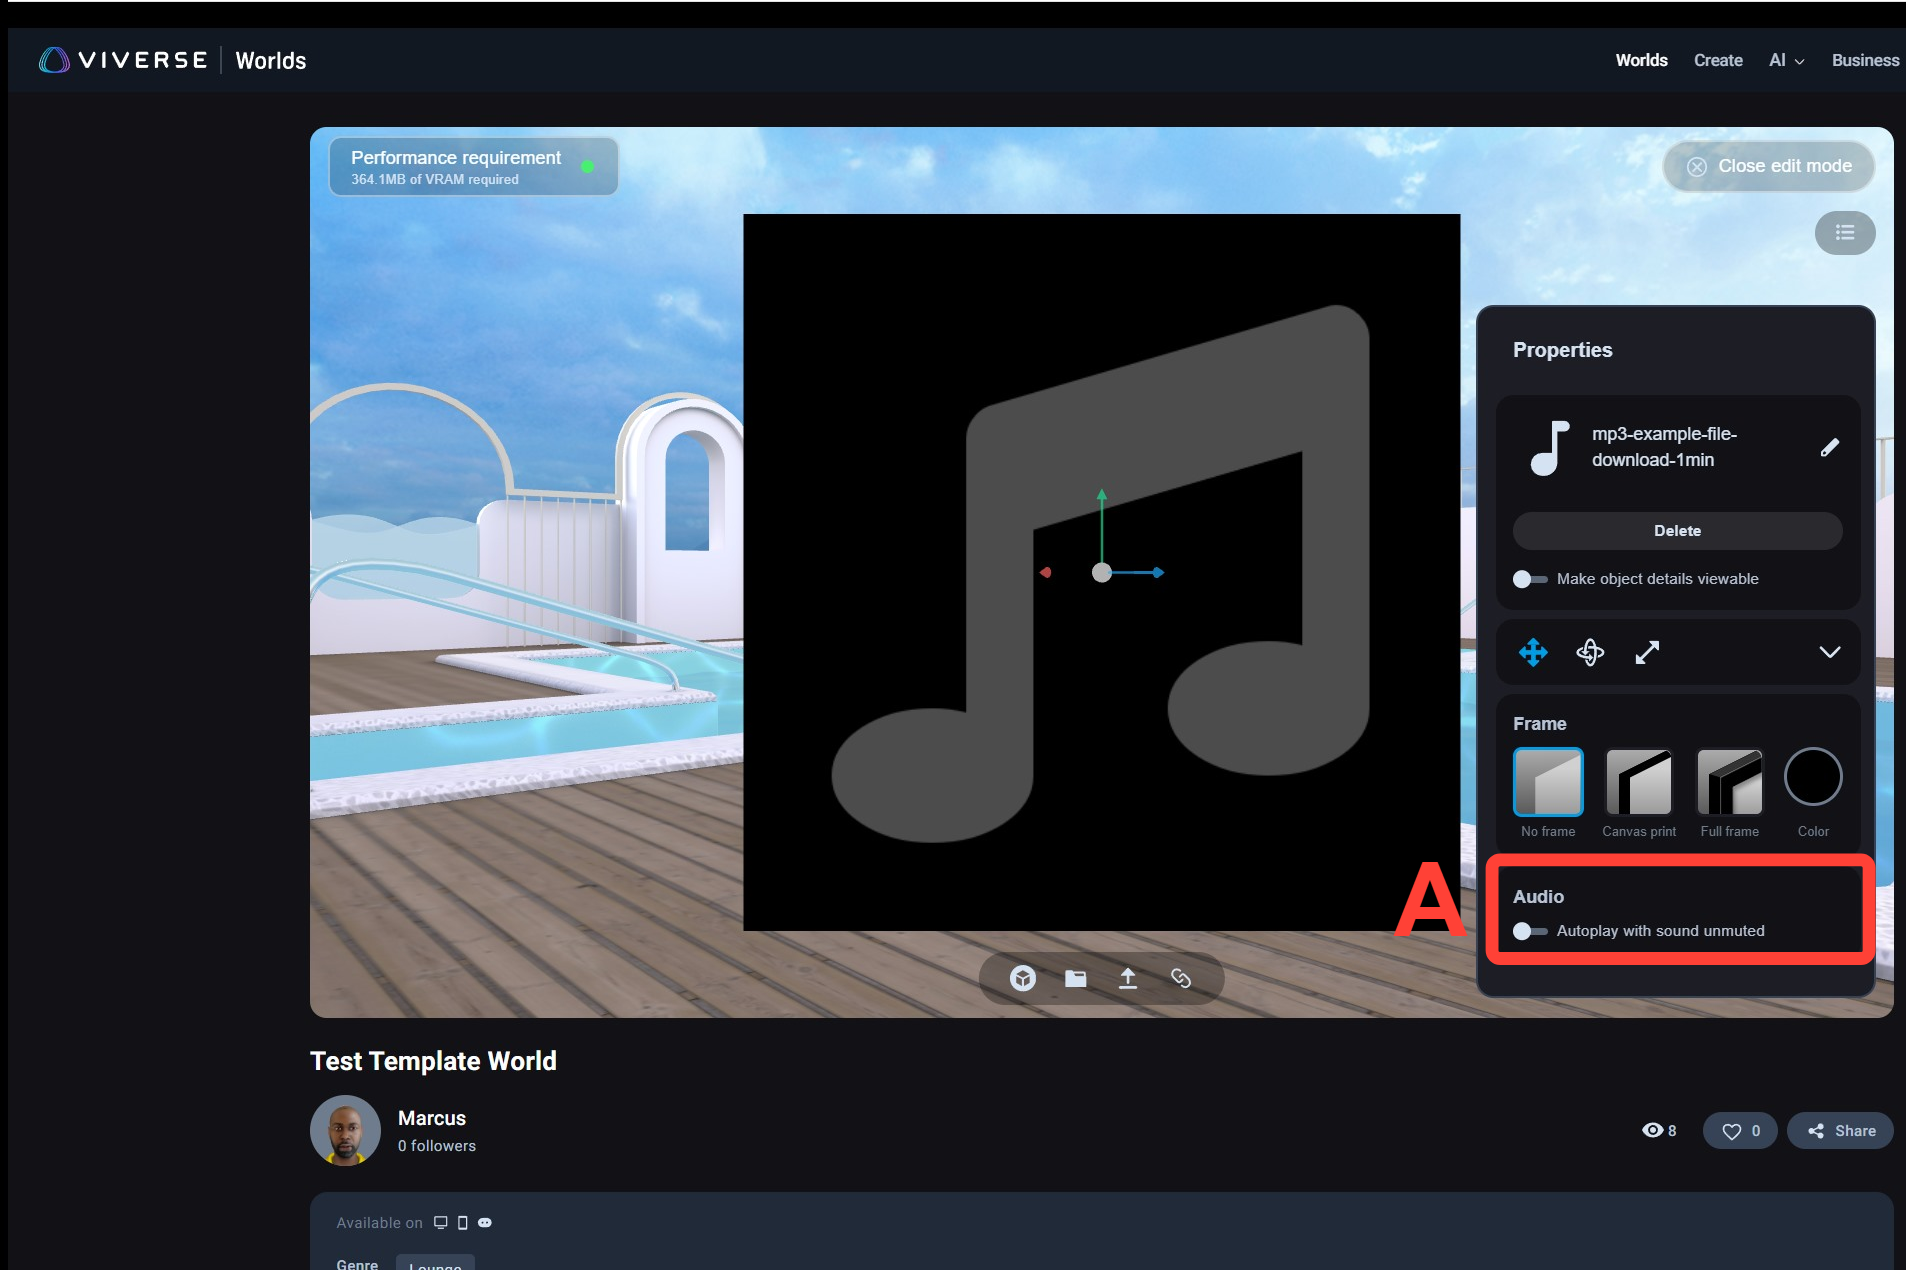 VIVERSE | Worlds
Worlds Create AI Business
Performance requirement
364.1MB of VRAM required
Close edit mode
Properties
mp3-example-file-
download-1min
Delete
Make object details viewable
Frame
No frame Canvas print Full frame Color
A
Audio
Autoplay with sound unmuted
Test Template World
Marcus
0 followers
8 0 Share
Available on
Genre Lounge